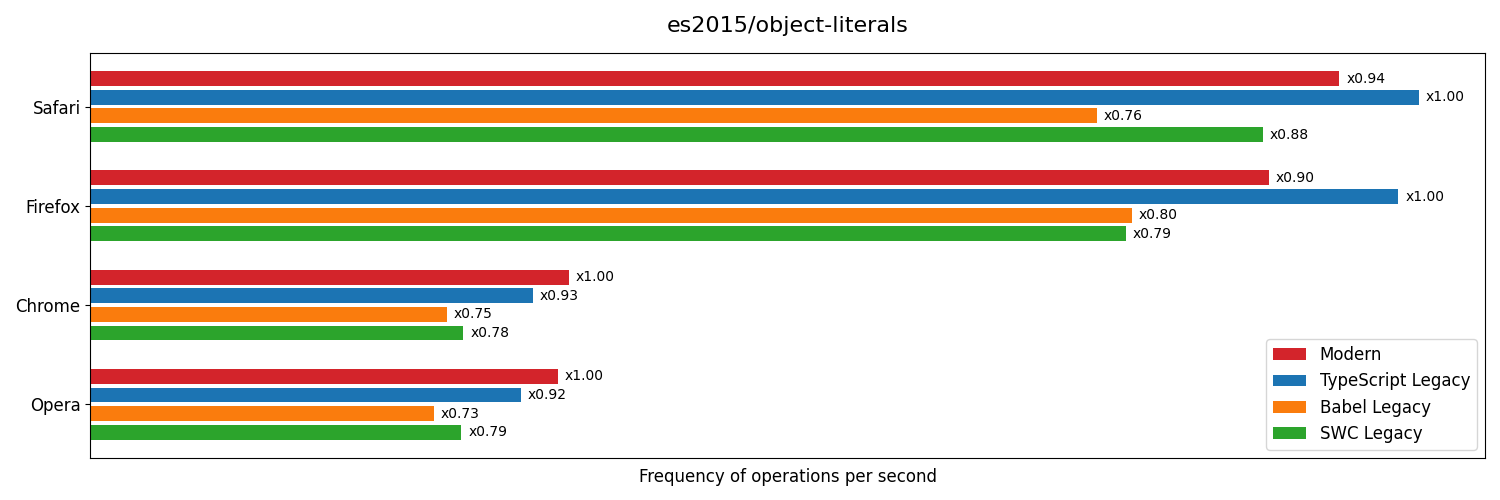 es2015/object-literals
Safari
x0.94
x1.00
x0.76
x0.88
Firefox
x0.90
x1.00
x0.80
x0.79
Chrome
x1.00
x0.93
x0.75
x0.78
Opera
x1.00
x0.92
x0.73
x0.79
Modern
TypeScript Legacy
Babel Legacy
SWC Legacy
Frequency of operations per second